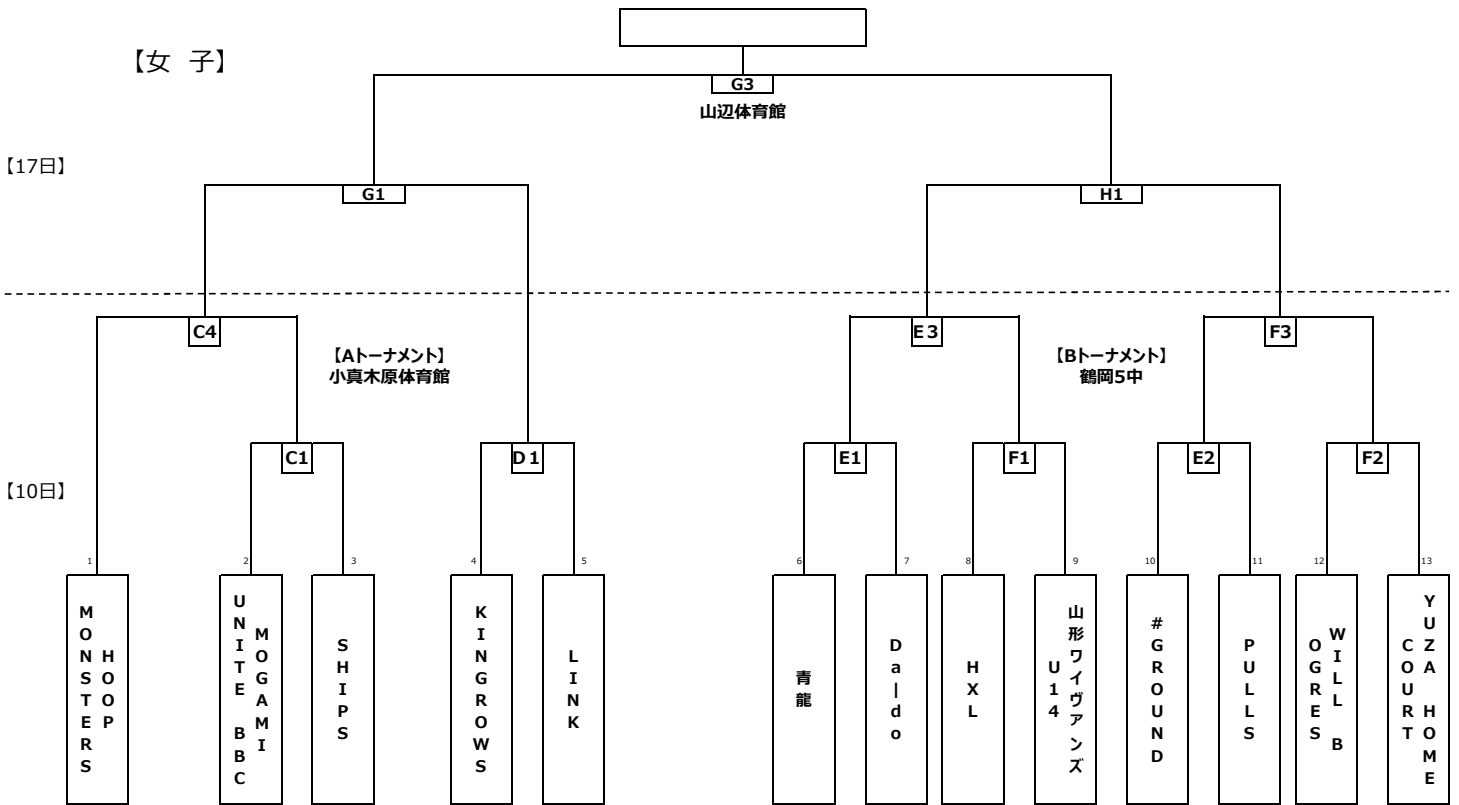 【女 子】
G3
山辺体育館
【17日】
G1
H1
C4
E3
F3
【Aトーナメント】
小真木原体育館
【Bトーナメント】
鶴岡5中
C1
D1
E1
F1
E2
F2
【10日】
1
2
3
4
5
6
7
8
9
10
11
12
13
HOOP
MONSTERS
MOGAMI
UNITE BBC
SHIPS
KINGROWS
LINK
青龍
Da|do
HXL
山形ワイヴァンズ
U14
#GROUND
PULLS
WILL B
OGRES
YUZA HOME
COURT